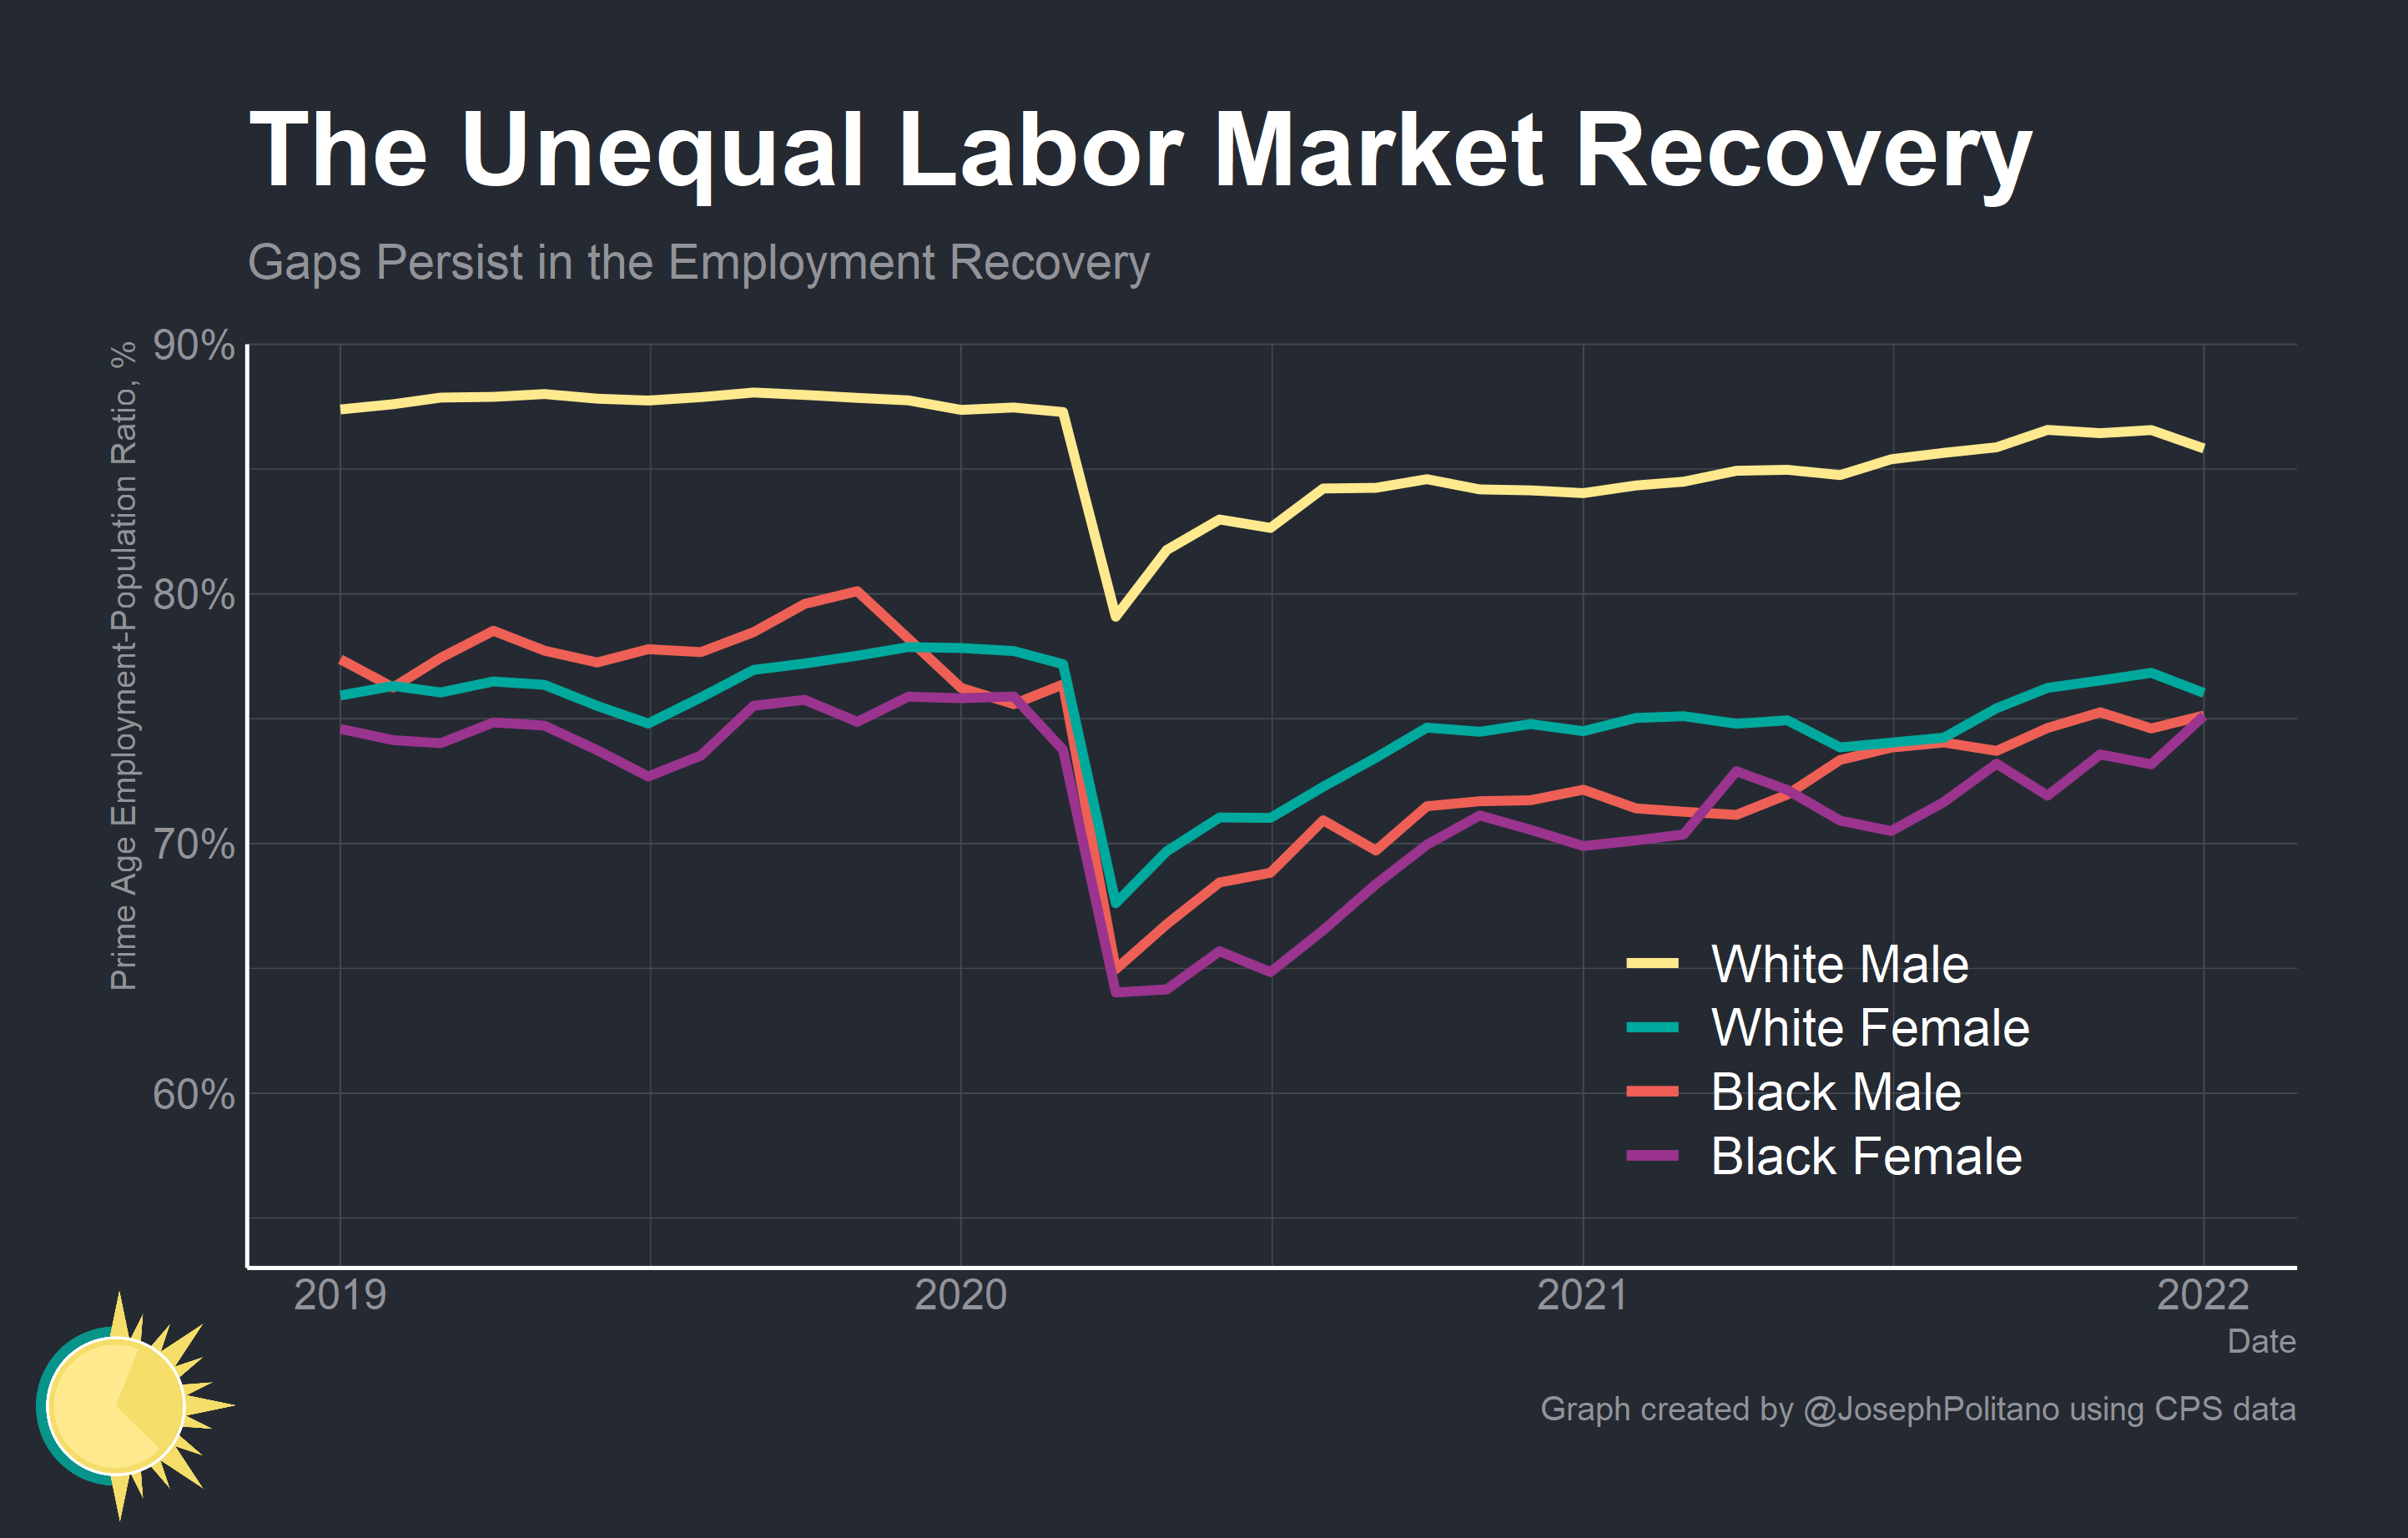 The Unequal Labor Market Recovery
Gaps Persist in the Employment Recovery
Prime Age Employment-Population Ratio, %
90%
80%
70%
60%
White Male
White Female
Black Male
Black Female
2019
2020
2021
2022
Date
Graph created by @JosephPolitano using CPS data